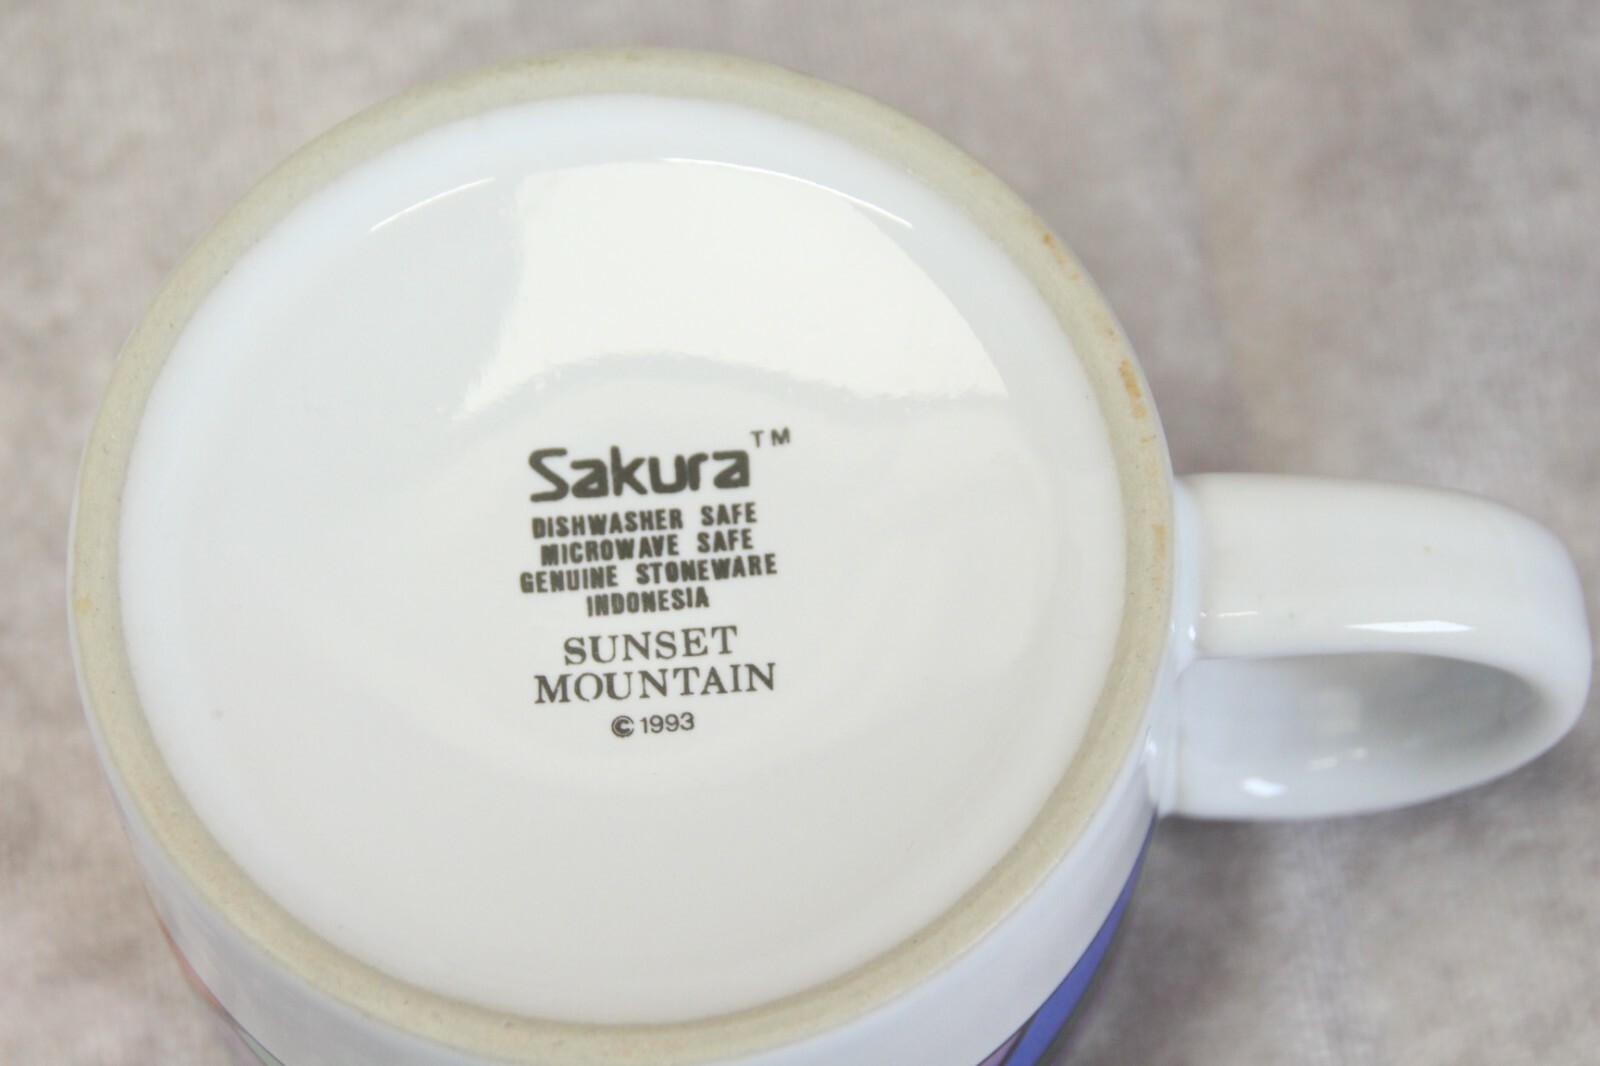 Sakura™
DISHWASHER SAFE
MICROWAVE SAFE
GENUINE STONEWARE
INDONESIA
SUNSET
MOUNTAIN
© 1993